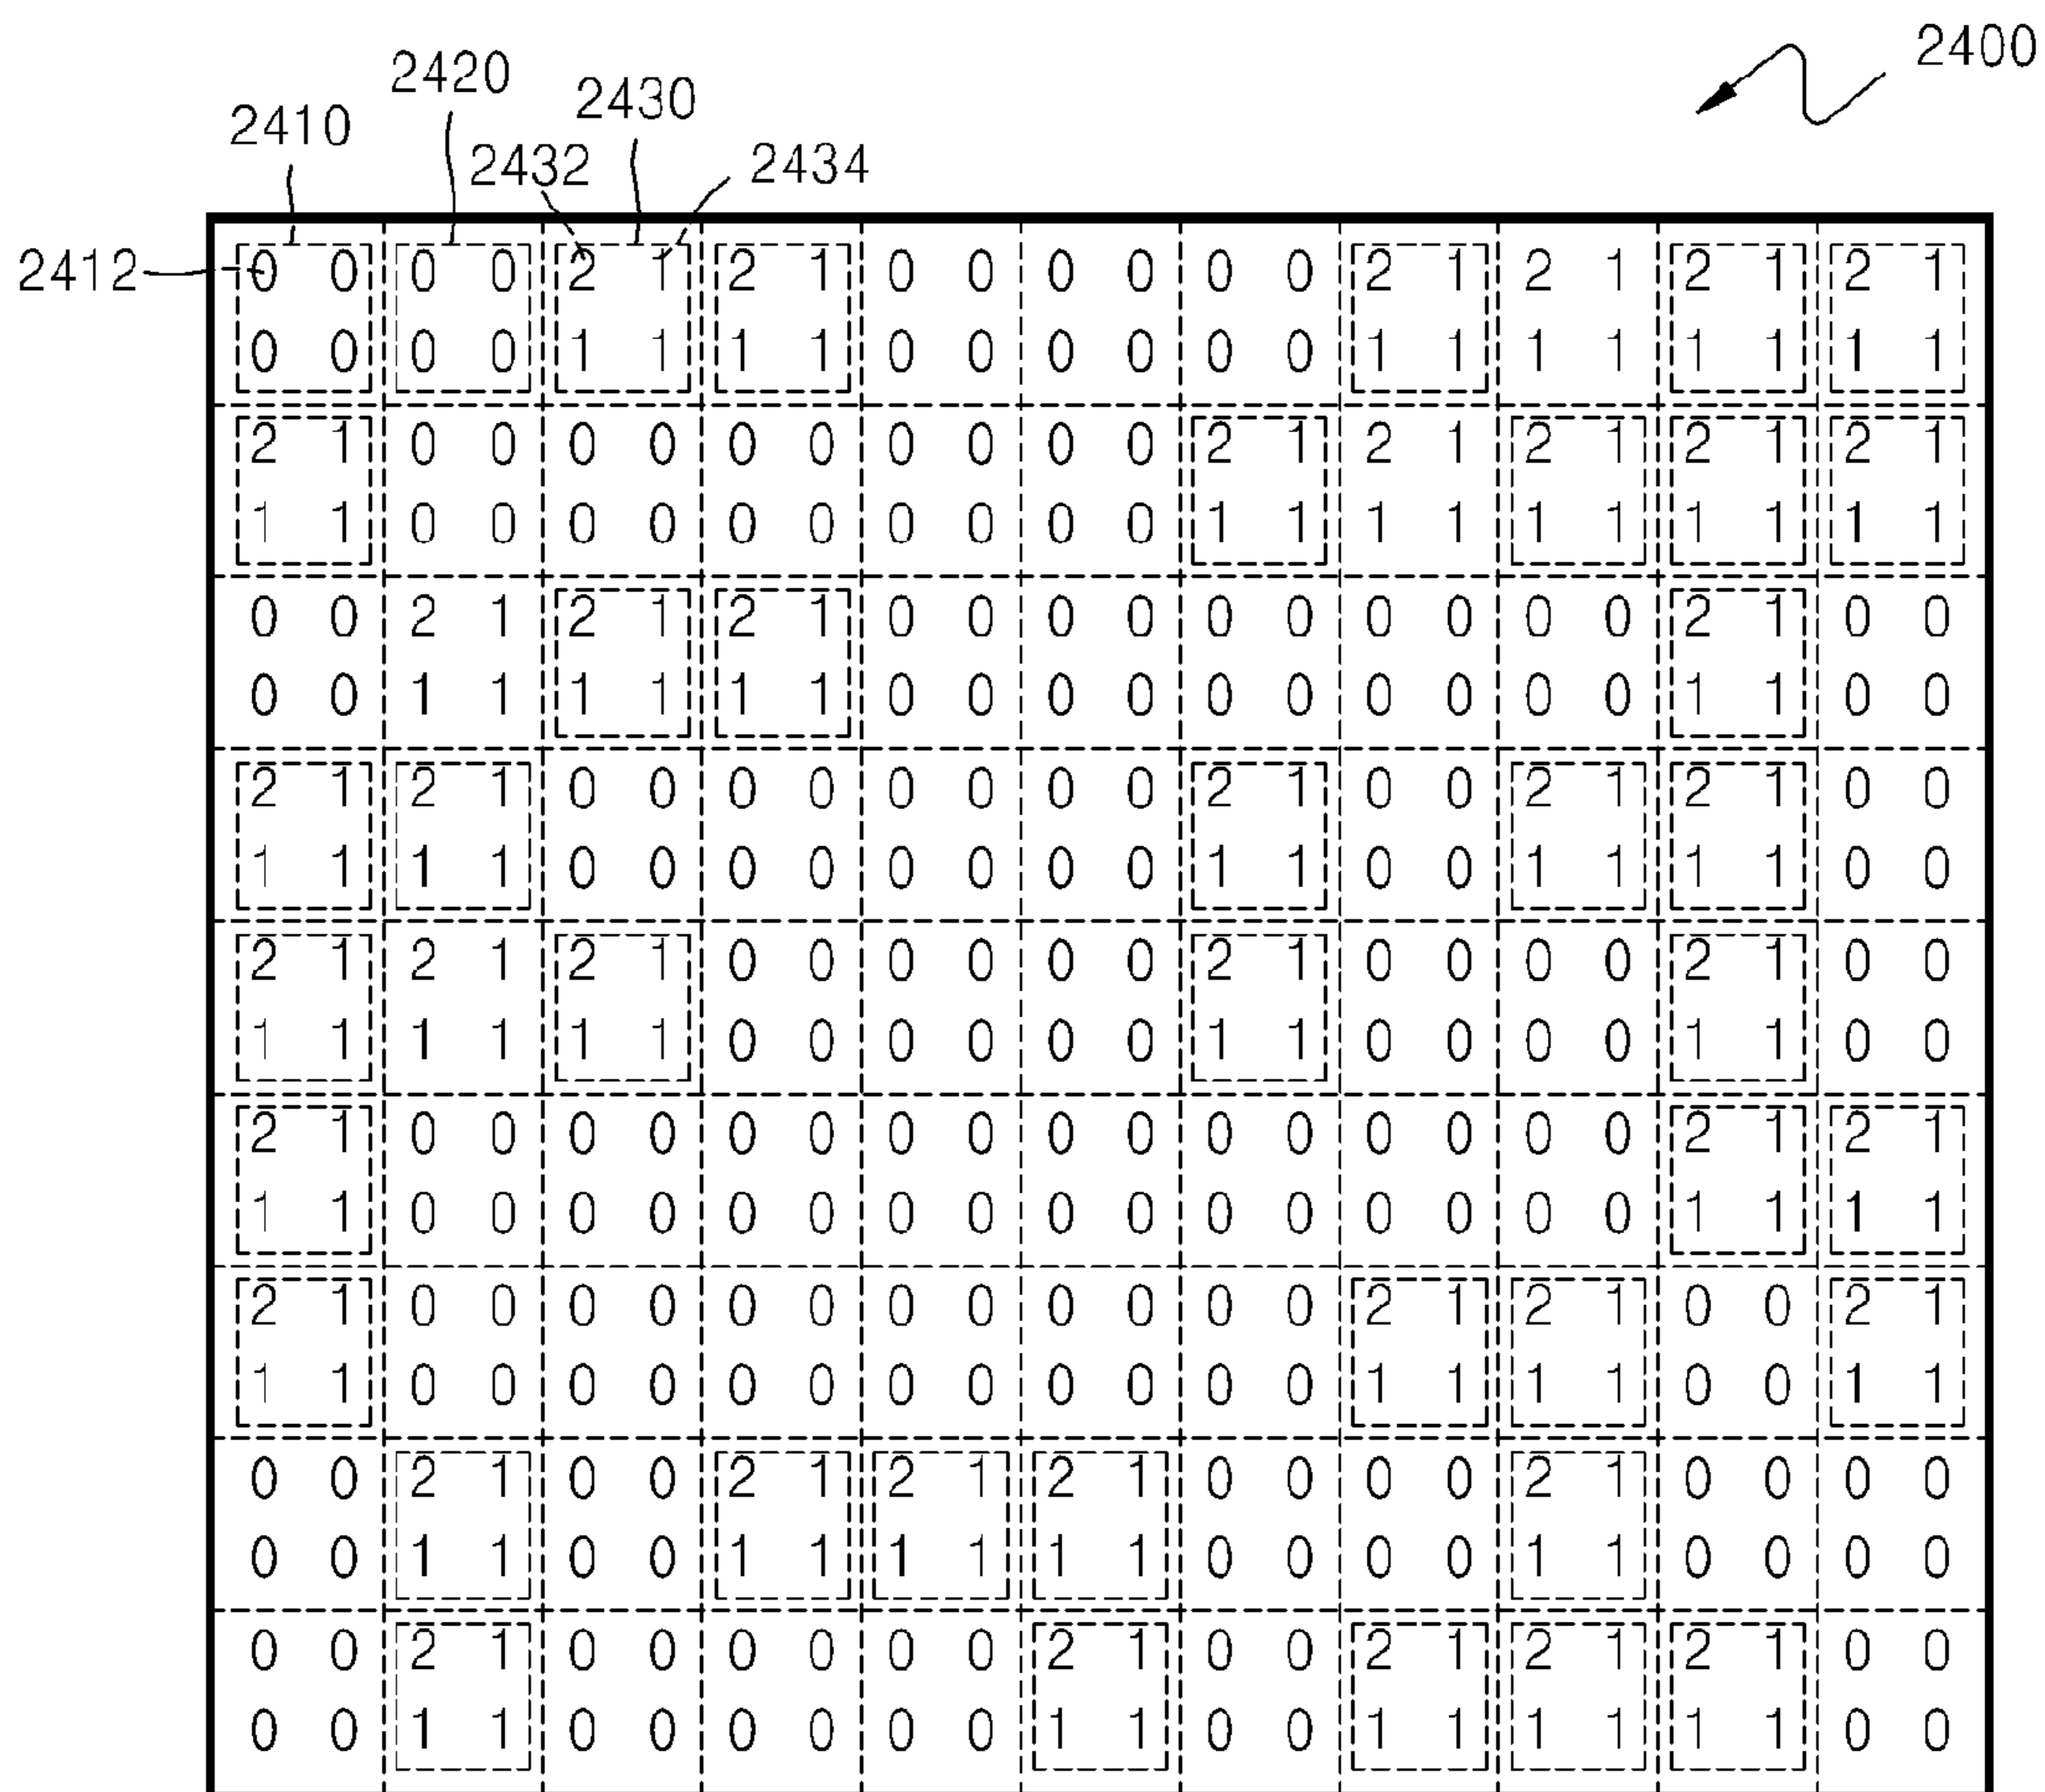 2400
2420
2430
2410
2432 2434
2412
0 0 0 0 2 1 2 1 0 0 0 0 0 0 2 1 2 1 2 1 2 1
0 0 0 0 1 1 1 1 0 0 0 0 0 0 1 1 1 1 1 1 1 1
2 1 0 0 0 0 0 0 0 0 0 0 2 1 2 1 2 1 2 1 2 1
1 1 0 0 0 0 0 0 0 0 0 0 1 1 1 1 1 1 1 1 1 1
0 0 2 1 2 1 2 1 0 0 0 0 0 0 0 0 0 0 2 1 0 0
0 0 1 1 1 1 1 1 0 0 0 0 0 0 0 0 0 0 1 1 0 0
2 1 2 1 0 0 0 0 0 0 0 0 2 1 0 0 2 1 2 1 0 0
1 1 1 1 0 0 0 0 0 0 0 0 1 1 0 0 1 1 1 1 0 0
2 1 2 1 2 1 0 0 0 0 0 0 2 1 0 0 0 0 2 1 0 0
1 1 1 1 1 1 0 0 0 0 0 0 1 1 0 0 0 0 1 1 0 0
2 1 0 0 0 0 0 0 0 0 0 0 0 0 0 0 0 0 2 1 2 1
1 1 0 0 0 0 0 0 0 0 0 0 0 0 0 0 0 0 1 1 1 1
2 1 0 0 0 0 0 0 0 0 0 0 0 0 2 1 2 1 0 0 2 1
1 1 0 0 0 0 0 0 0 0 0 0 0 0 1 1 1 1 0 0 1 1
0 0 2 1 0 0 2 1 2 1 2 1 0 0 0 0 2 1 0 0 0 0
0 0 1 1 0 0 1 1 1 1 1 1 0 0 0 0 1 1 0 0 0 0
0 0 2 1 0 0 0 0 0 0 2 1 0 0 2 1 2 1 2 1 0 0
0 0 1 1 0 0 0 0 0 0 1 1 0 0 1 1 1 1 1 1 0 0